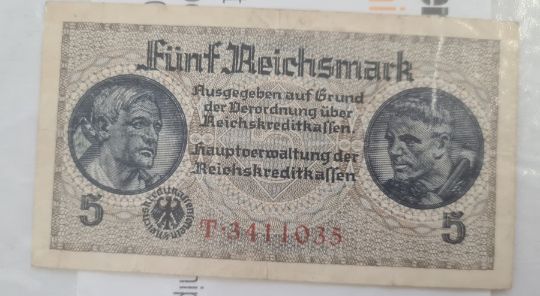 Fünf Reichsmark
Ausgegeben auf Grund
der Verordnung über
Reichskreditkassen.
Hauptverwaltung der
Reichskreditkassen
5
T·3411035
5